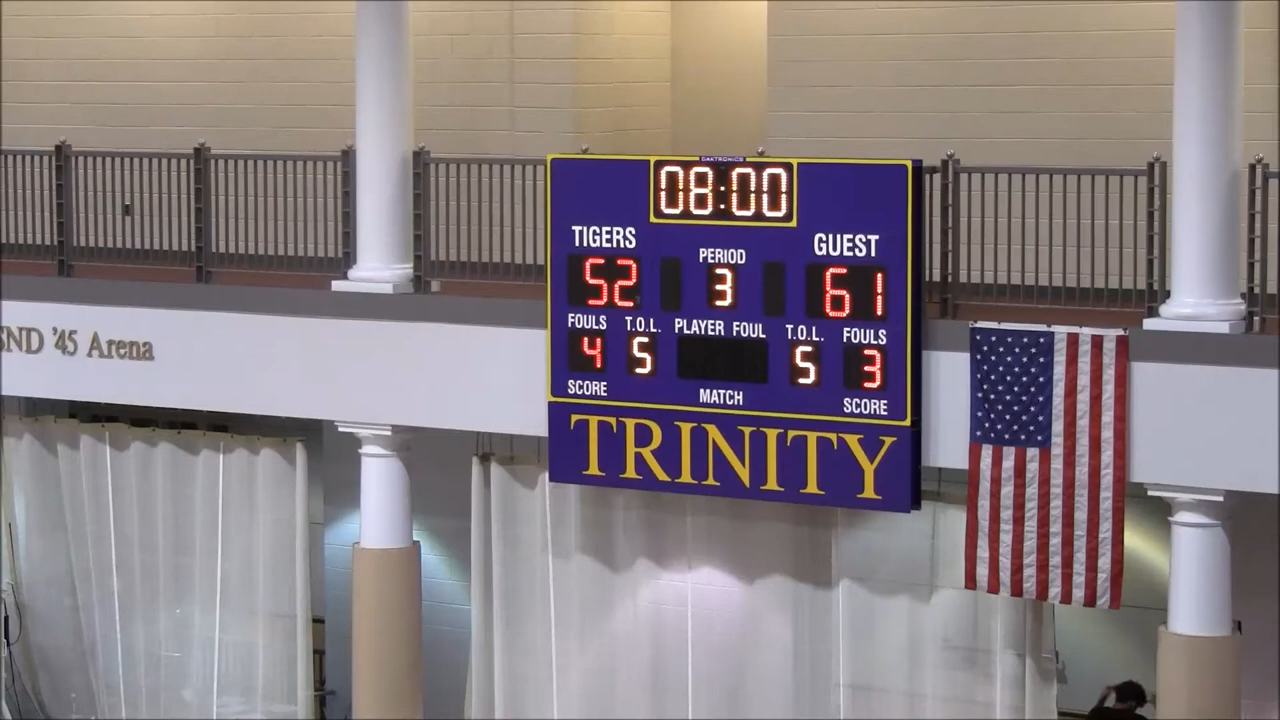 DAKTRONICS
08:00
TIGERS PERIOD GUEST
52 3 61
FOULS T.O.L. PLAYER FOUL T.O.L. FOULS
4 5 5 3
SCORE MATCH SCORE
TRINITY
'45 Arena